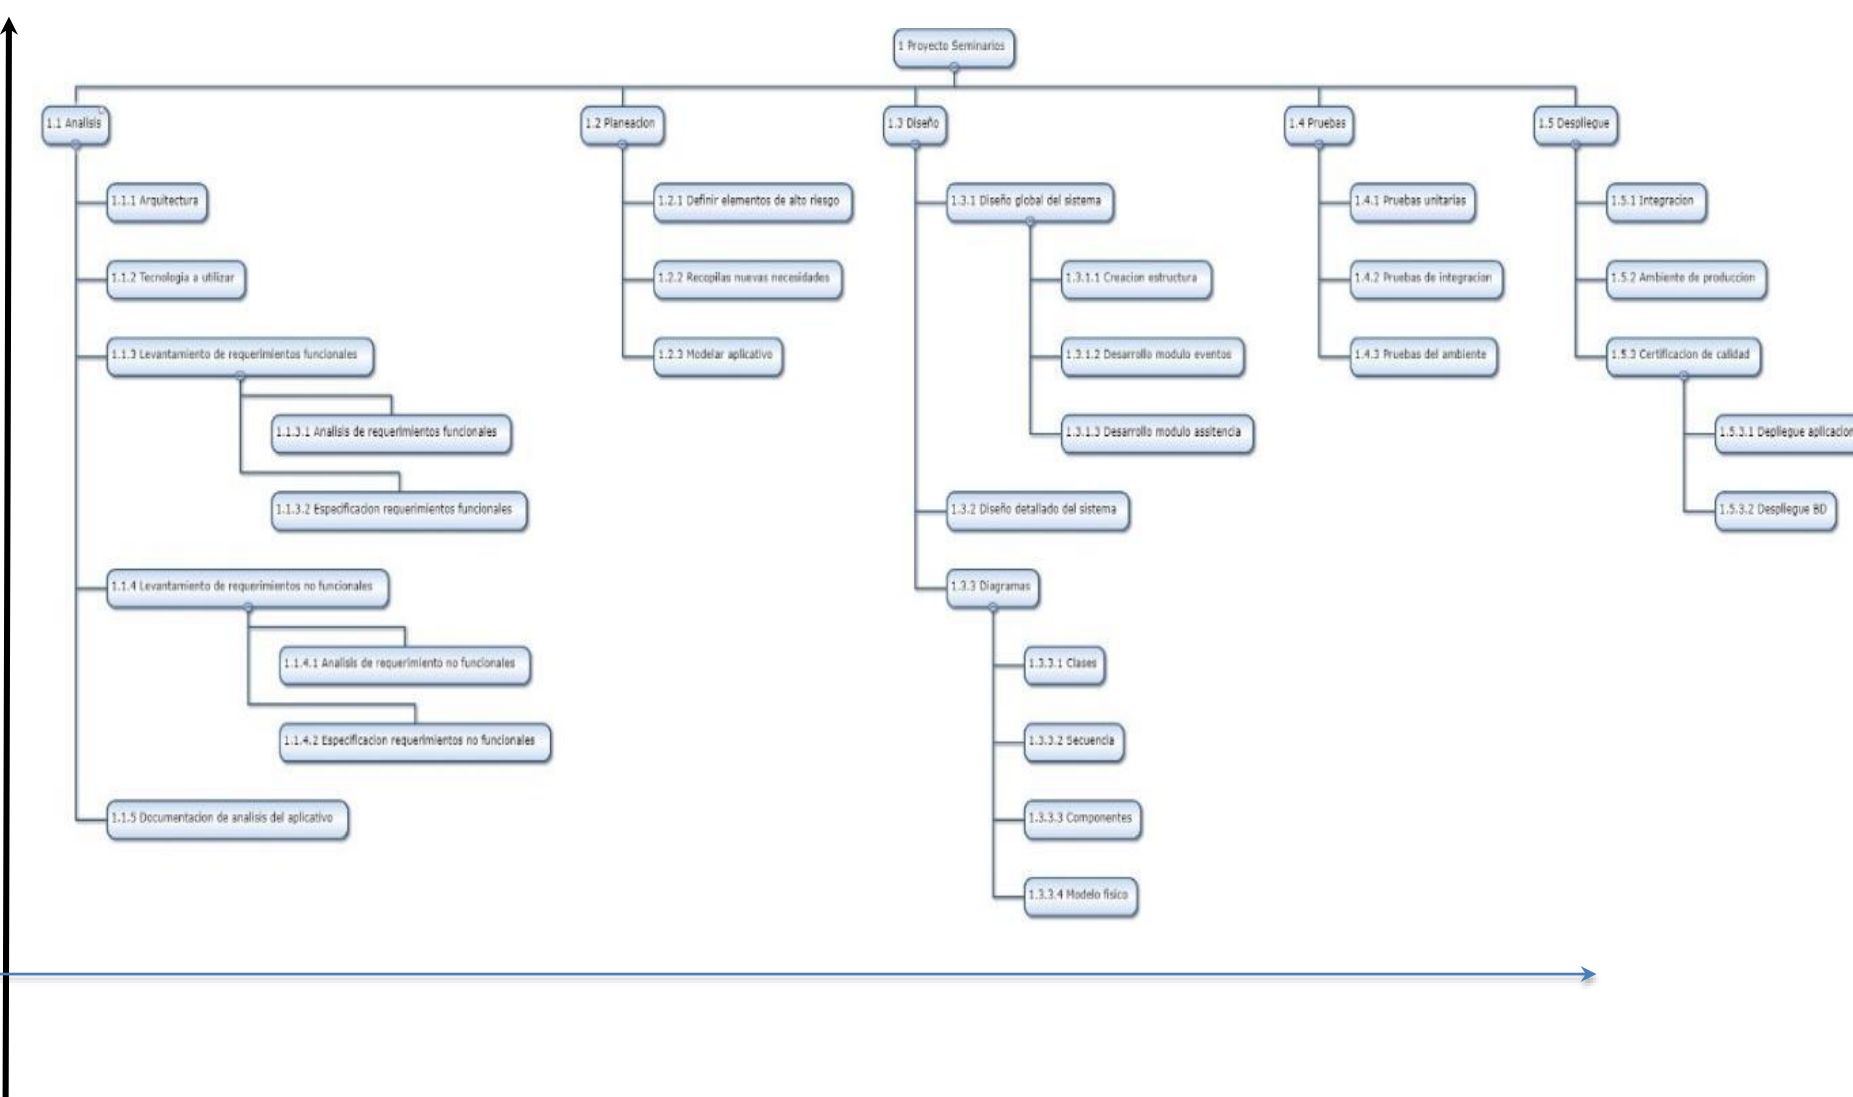 1 Proyecto Seminarios
1.1 Analisis
1.1.1 Arquitectura
1.1.2 Tecnologia a utilizar
1.1.3 Levantamiento de requerimientos funcionales
1.1.3.1 Analisis de requerimientos funcionales
1.1.3.2 Especificacion requerimientos funcionales
1.1.4 Levantamiento de requerimientos no funcionales
1.1.4.1 Analisis de requerimiento no funcionales
1.1.4.2 Especificacion requerimientos no funcionales
1.1.5 Documentacion de analisis del aplicativo
1.2 Planeacion
1.2.1 Definir elementos de alto riesgo
1.2.2 Recopilas nuevas necesidades
1.2.3 Modelar aplicativo
1.3 Diseño
1.3.1 Diseño global del sistema
1.3.1.1 Creacion estructura
1.3.1.2 Desarrollo modulo eventos
1.3.1.3 Desarrollo modulo assitencia
1.3.2 Diseño detallado del sistema
1.3.3 Diagramas
1.3.3.1 Clases
1.3.3.2 Secuencia
1.3.3.3 Componentes
1.3.3.4 Modelo fisico
1.4 Pruebas
1.4.1 Pruebas unitarias
1.4.2 Pruebas de integracion
1.4.3 Pruebas del ambiente
1.5 Despliegue
1.5.1 Integracion
1.5.2 Ambiente de produccion
1.5.3 Certificacion de calidad
1.5.3.1 Depliegue aplicacion
1.5.3.2 Despliegue BD